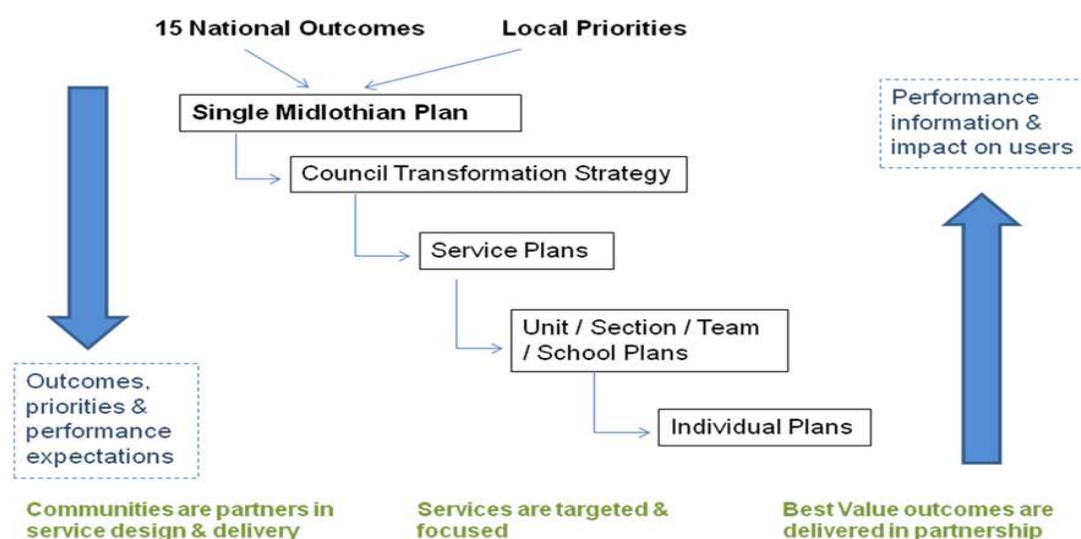 15 National Outcomes
Local Priorities
Single Midlothian Plan
Performance
information &
impact on users
Council Transformation Strategy
Service Plans
Unit / Section / Team
/ School Plans
Outcomes,
priorities &
performance
expectations
Individual Plans
Communities are partners in
service design & delivery
Services are targeted &
focused
Best Value outcomes are
delivered in partnership